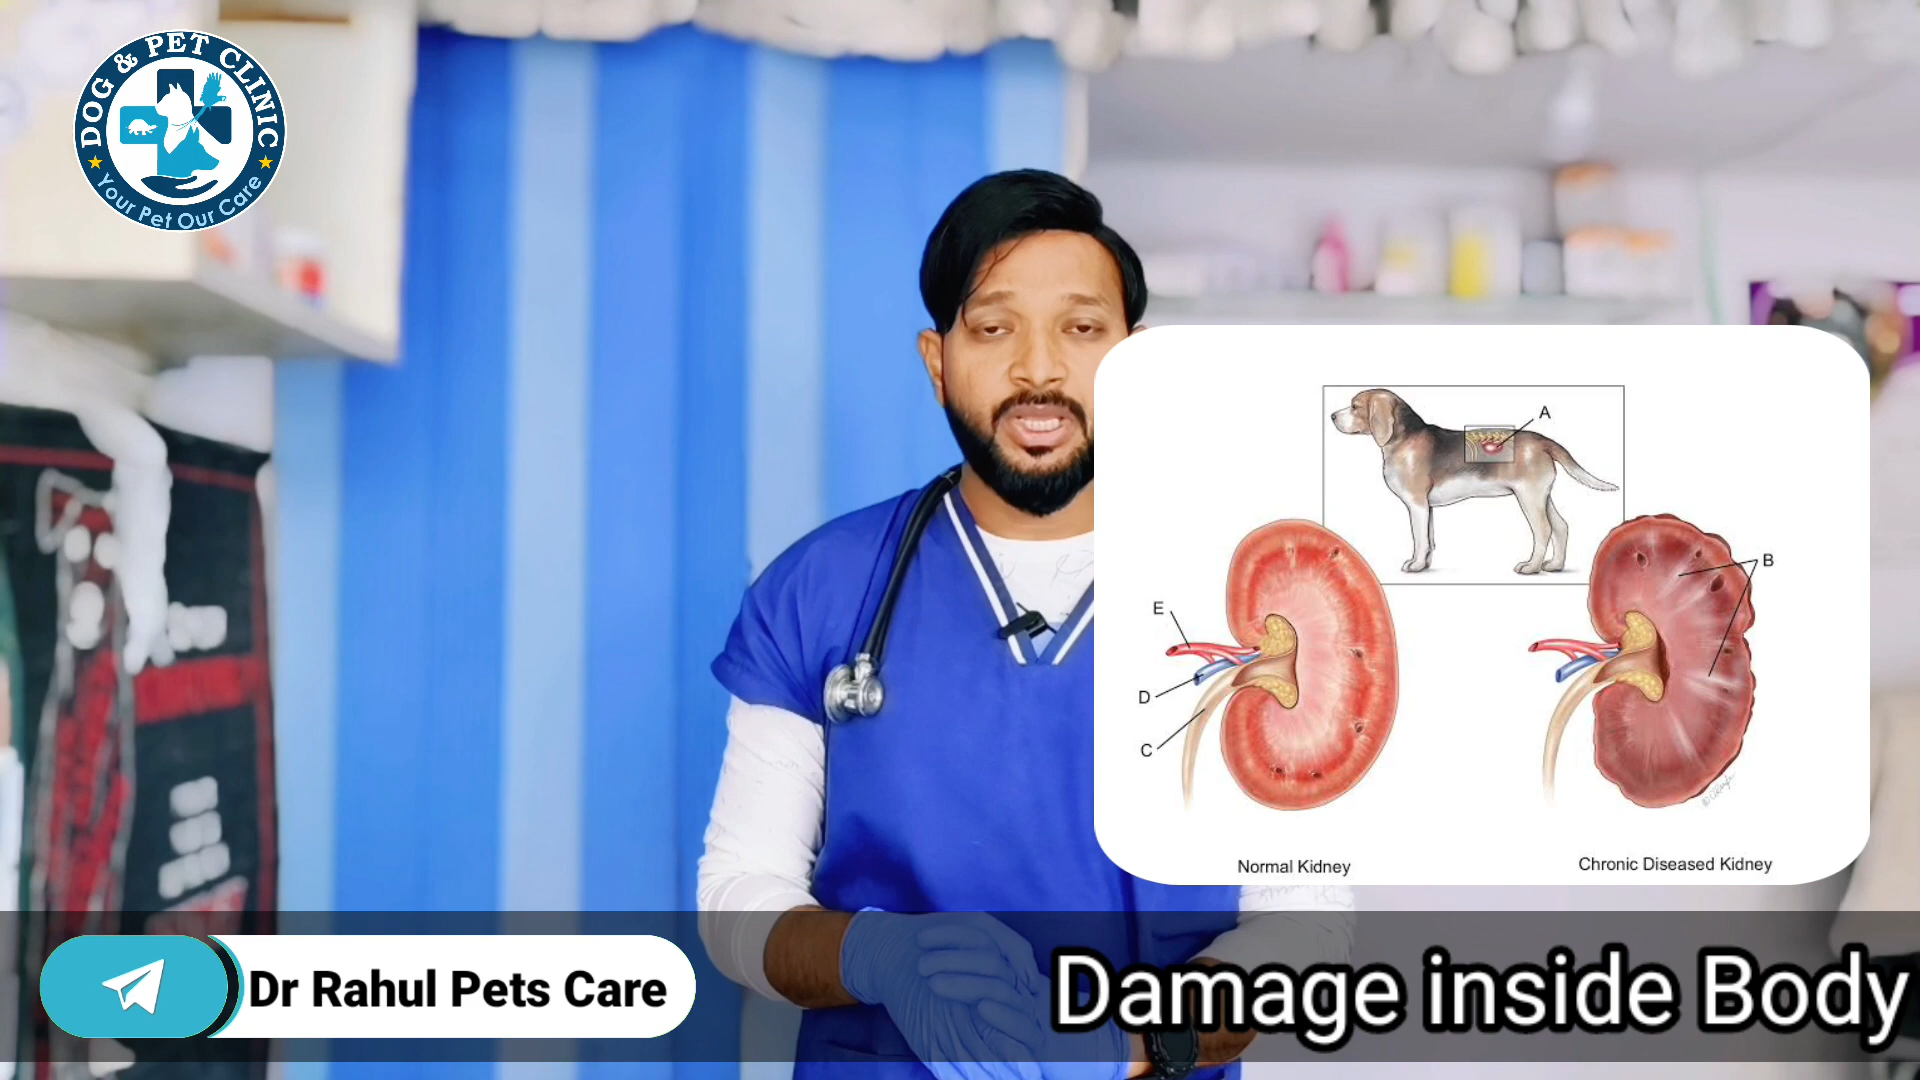 DOG & PET CLINIC
Your Pet Our Care
A
B
E
D
C
Normal Kidney
Chronic Diseased Kidney
Dr Rahul Pets Care
Damage inside Body